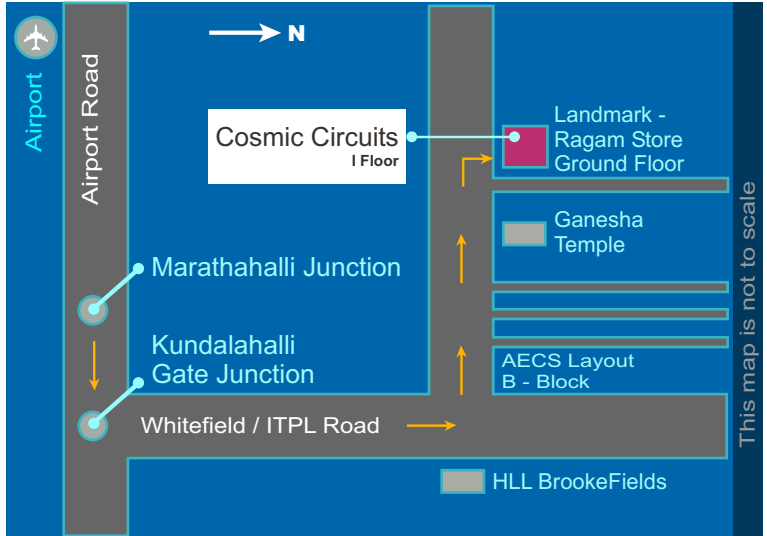 Airport
Airport Road
N
Cosmic Circuits
I Floor
Landmark -
Ragam Store
Ground Floor
Ganesha
Temple
Marathahalli Junction
Kundalahalli
Gate Junction
AECS Layout
B - Block
Whitefield / ITPL Road
HLL BrookeFields
This map is not to scale